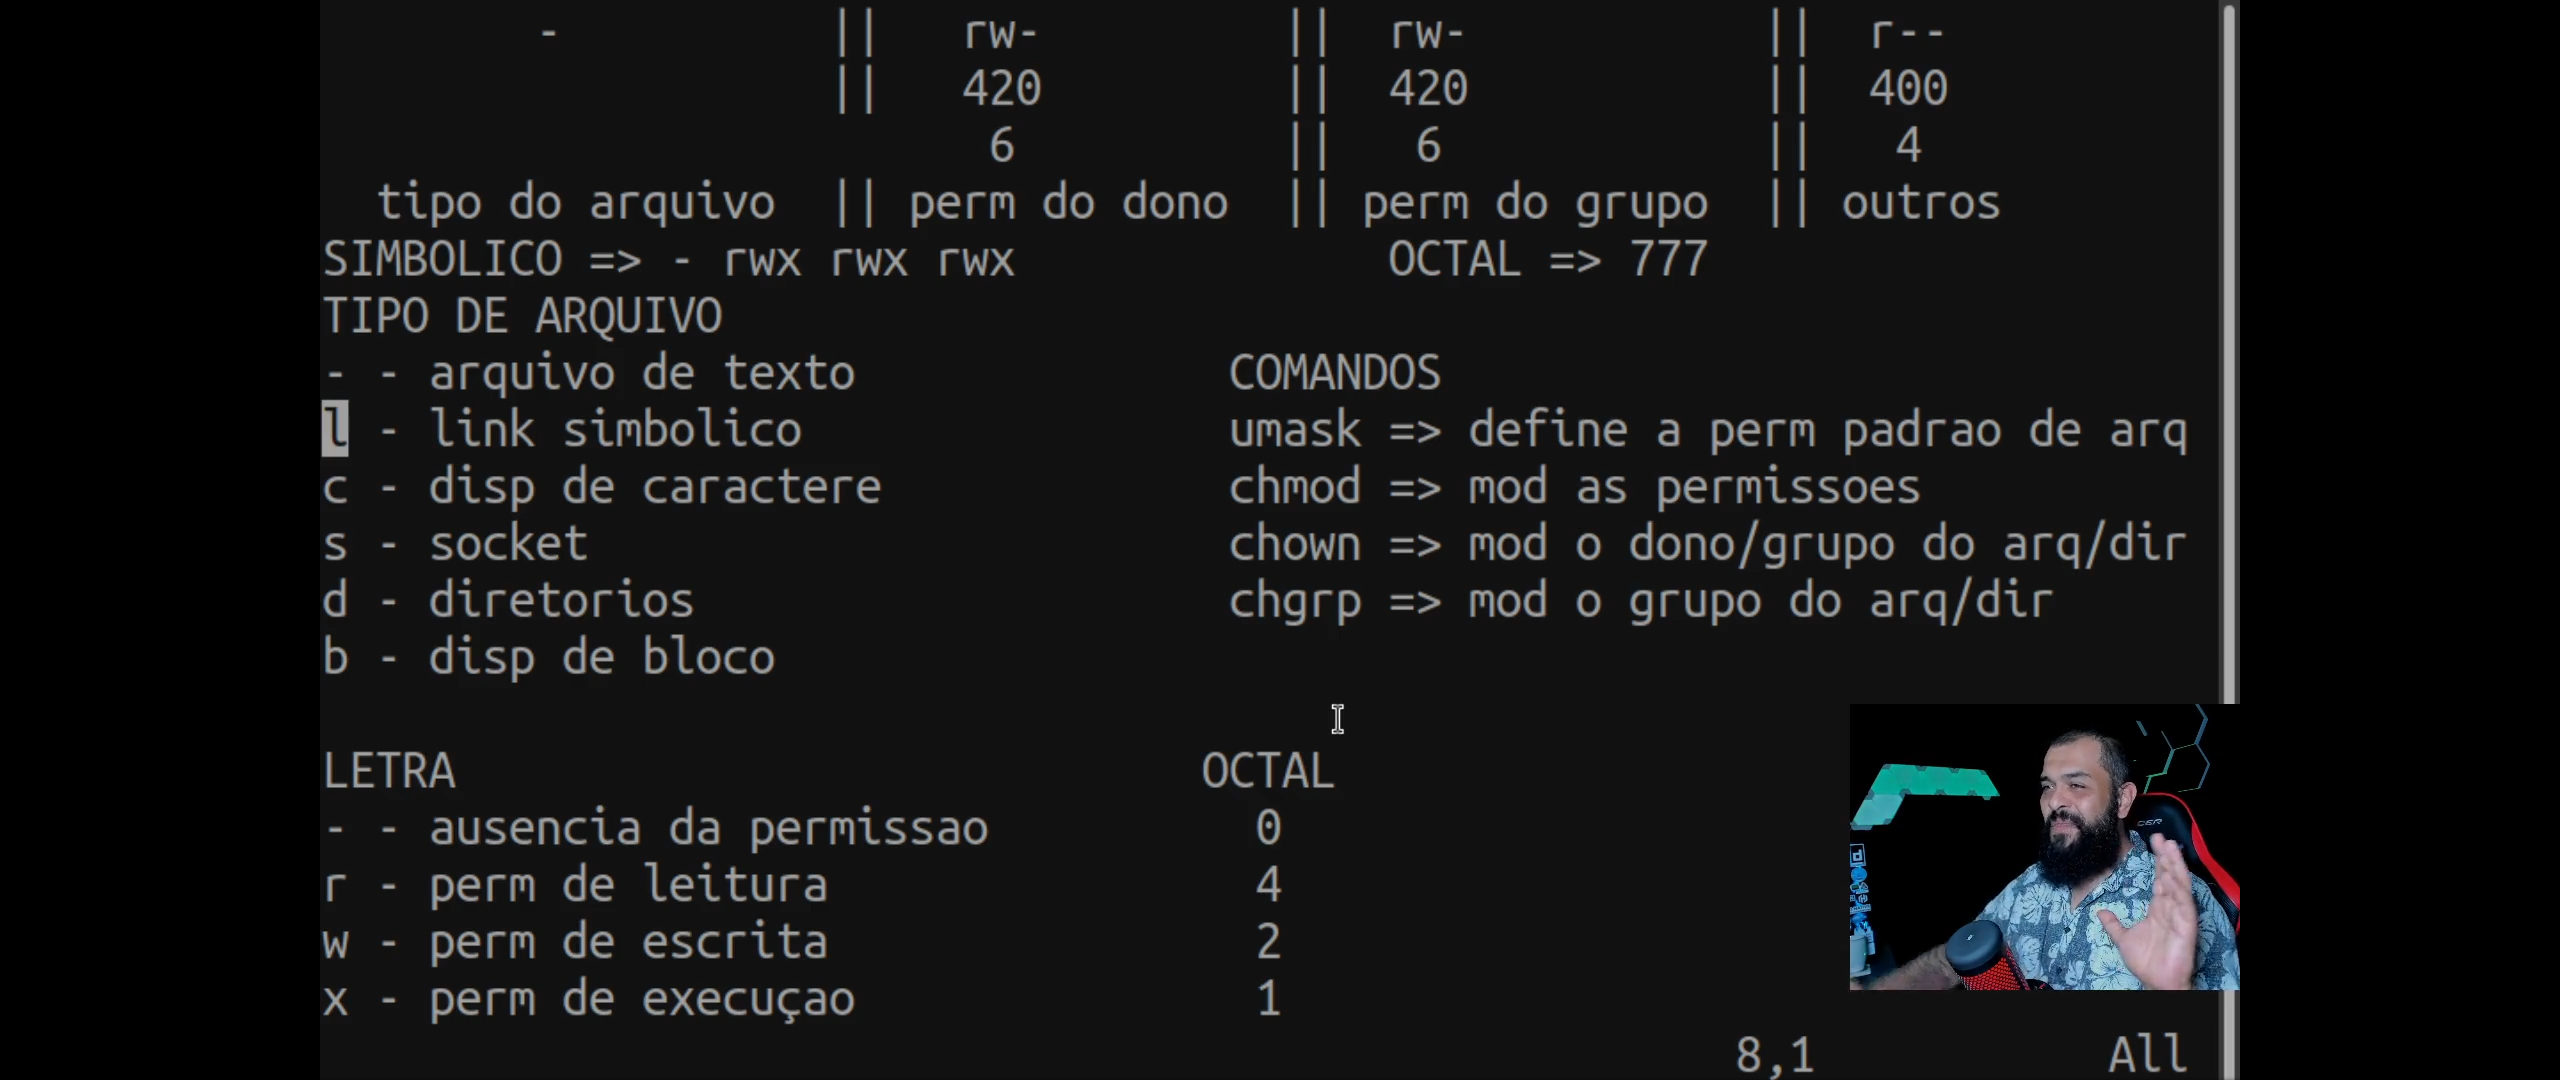 - || rw- || rw- || r--
|| 420 || 420 || 400
6 || 6 || 4
tipo do arquivo || perm do dono || perm do grupo || outros
SIMBOLICO => - rwx rwx rwx OCTAL => 777
TIPO DE ARQUIVO
- - arquivo de texto COMANDOS
l - link simbolico umask => define a perm padrao de arq
c - disp de caractere chmod => mod as permissoes
s - socket chown => mod o dono/grupo do arq/dir
d - diretorios chgrp => mod o grupo do arq/dir
b - disp de bloco
LETRA OCTAL
- - ausencia da permissao 0
r - perm de leitura 4
w - perm de escrita 2
x - perm de execuçao 1
8,1 All